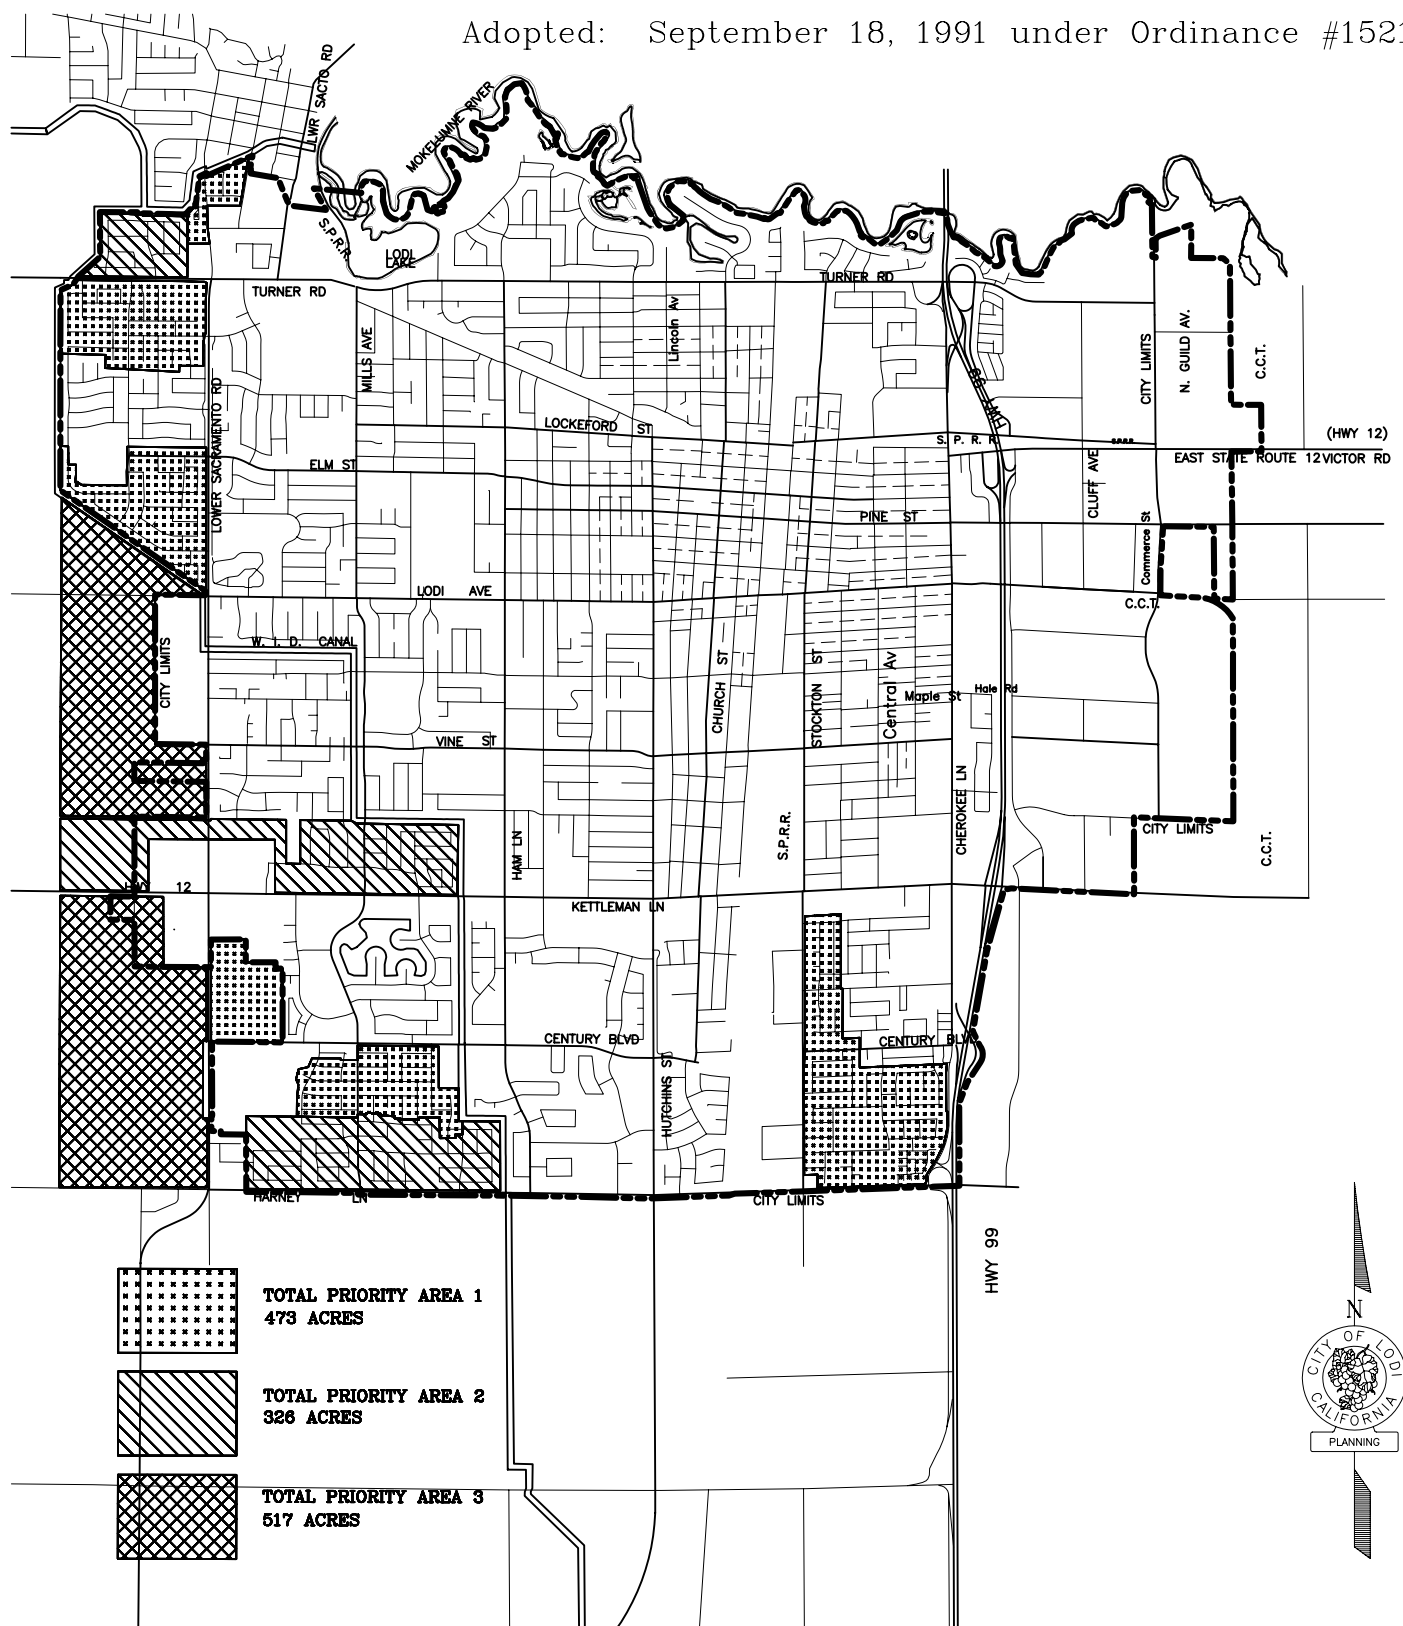 Adopted: September 18, 1991 under Ordinance #1521
LWR SACTO RD
MOKELUMNE RIVER
S.P.R.R.
LODI
LAKE
TURNER RD
TURNER RD
MILLS AVE
Lincoln Av
CITY LIMITS
N. GUILD AV.
C.C.T.
HWY 99
LOWER SACRAMENTO RD
LOCKEFORD ST
S. P. R. R.
(HWY 12)
EAST STATE ROUTE 12 VICTOR RD
ELM ST
CLUFF AVE
PINE ST
Commerce St
LODI AVE
C.C.T.
W. I. D. CANAL
CITY LIMITS
CHURCH ST
STOCKTON ST
Central Av
Maple St
Hale Rd
VINE ST
CHEROKEE LN
HAM LN
S.P.R.R.
CITY LIMITS
C.C.T.
HWY 12
KETTLEMAN LN
CENTURY BLVD
CENTURY BLVD
HUTCHINS ST
HARNEY LN
CITY LIMITS
HWY 99
TOTAL PRIORITY AREA 1
473 ACRES
TOTAL PRIORITY AREA 2
326 ACRES
TOTAL PRIORITY AREA 3
517 ACRES
N
CITY OF LODI
CALIFORNIA
PLANNING